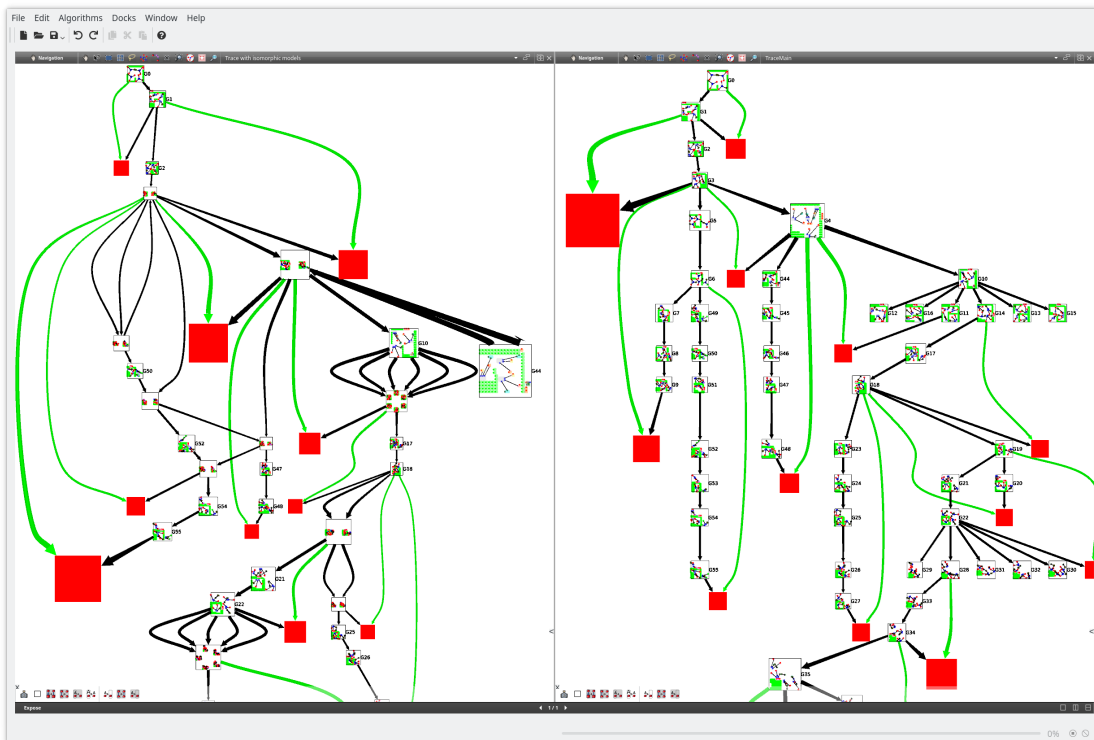 File Edit Algorithms Docks Window Help
Navigation Trace with isomorphic models
Navigation TraceMain
G0
G1
G2
G10
G44
G50
G52
G17
G18
G47
G54
G48
G55
G21
G22
G25
G26
G0
G1
G2
G3
G5
G4
G6
G44
G10
G7
G49
G45
G12
G16
G11
G14
G13
G15
G8
G50
G46
G17
G9
G51
G47
G18
G52
G48
G23
G19
G53
G24
G21
G20
G54
G25
G22
G55
G26
G29
G28
G31
G32
G30
G27
G33
G34
G35
Expose 1 / 1
0%